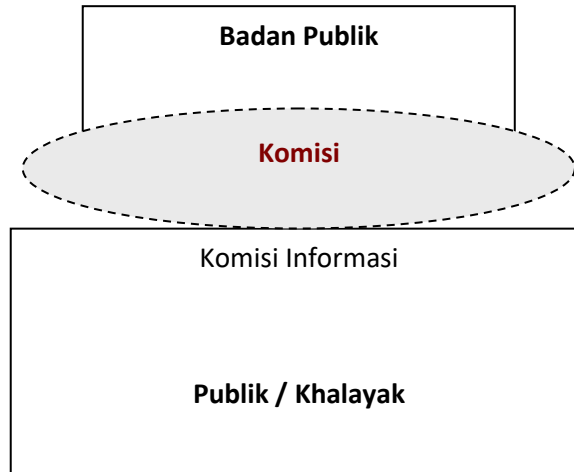 Badan Publik
Komisi
Komisi Informasi
Publik / Khalayak